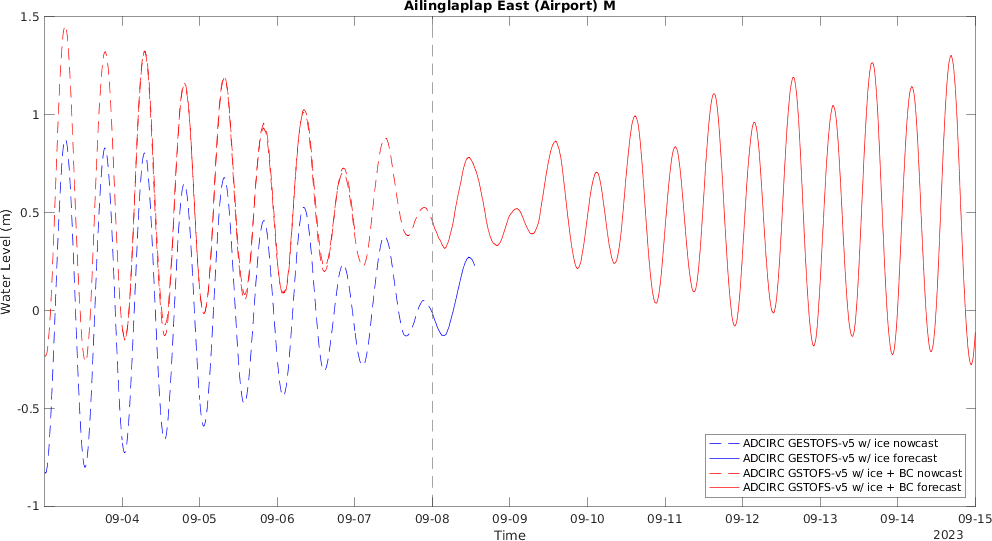 Ailinglaplap East (Airport) M
Water Level (m)
1.5
1
0.5
0
-0.5
-1
ADCIRC GESTOFS-v5 w/ ice nowcast
ADCIRC GESTOFS-v5 w/ ice forecast
ADCIRC GSTOFS-v5 w/ ice + BC nowcast
ADCIRC GSTOFS-v5 w/ ice + BC forecast
09-04 09-05 09-06 09-07 09-08 09-09 09-10 09-11 09-12 09-13 09-14 09-15
Time
2023